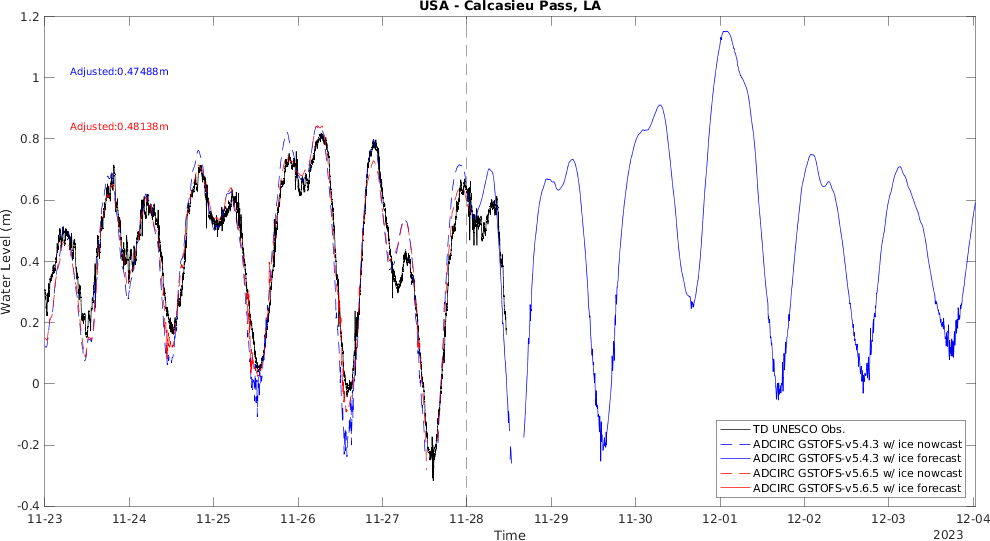 USA - Calcasieu Pass, LA
1.2
1
0.8
0.6
0.4
0.2
0
-0.2
-0.4
Water Level (m)
Adjusted:0.47488m
Adjusted:0.48138m
TD UNESCO Obs.
ADCIRC GSTOFS-v5.4.3 w/ ice nowcast
ADCIRC GSTOFS-v5.4.3 w/ ice forecast
ADCIRC GSTOFS-v5.6.5 w/ ice nowcast
ADCIRC GSTOFS-v5.6.5 w/ ice forecast
11-23 11-24 11-25 11-26 11-27 11-28 11-29 11-30 12-01 12-02 12-03 12-04
Time
2023